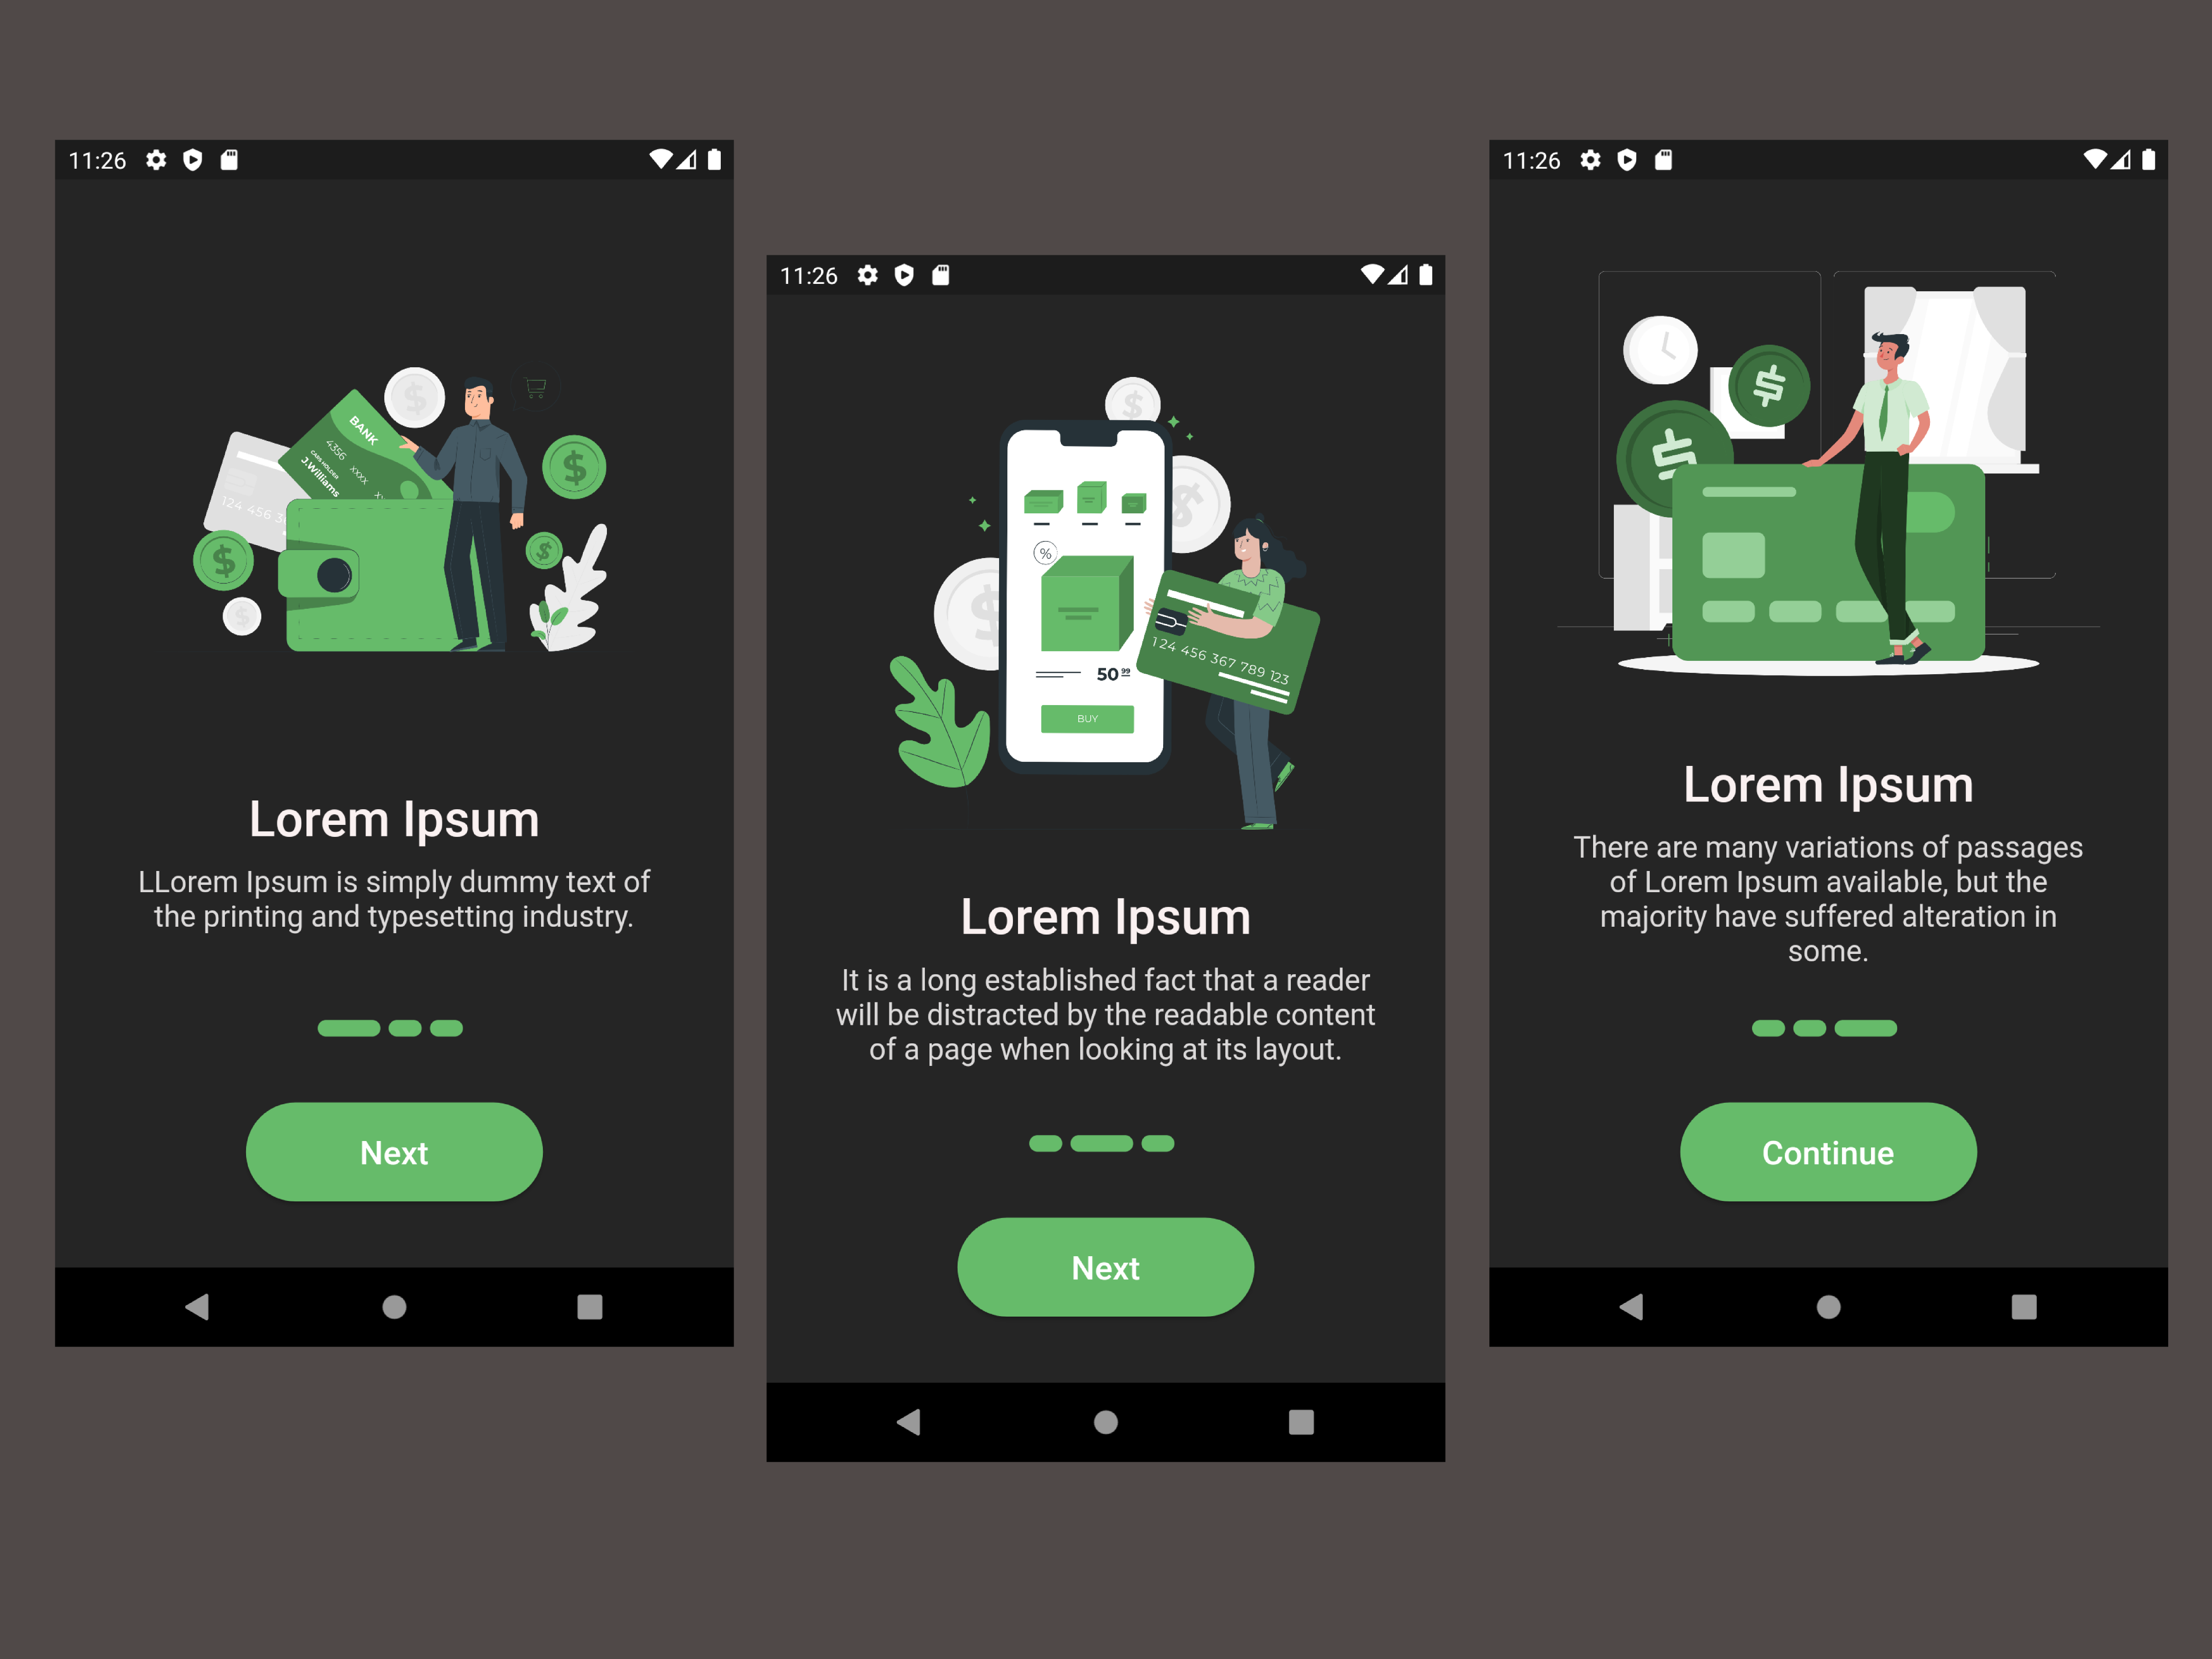 11:26
BANK
4356 XXXX
CARS HOLDER
J.Williams
124 456 3
Lorem Ipsum
LLorem Ipsum is simply dummy text of
the printing and typesetting industry.
Next
11:26
%
50 99
BUY
124 456 367 789 123
Lorem Ipsum
It is a long established fact that a reader
will be distracted by the readable content
of a page when looking at its layout.
Next
11:26
Lorem Ipsum
There are many variations of passages
of Lorem Ipsum available, but the
majority have suffered alteration in
some.
Continue